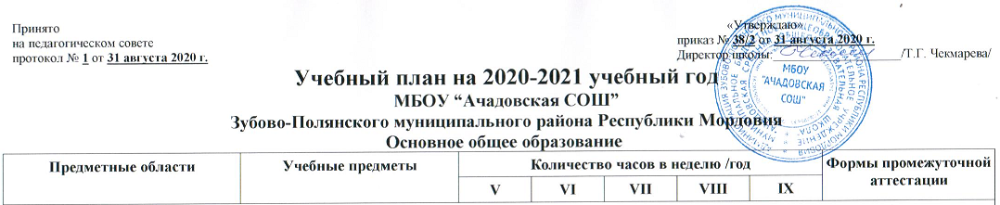 Принято
на педагогическом совете
протокол № 1 от 31 августа 2020 г.
«Утверждаю»
приказ № 38/2 от 31 августа 2020 г.
Директор школы: /Т.Г. Чекмарева/
Учебный план на 2020-2021 учебный год
МБОУ “Ачадовская СОШ”
Зубово-Полянского муниципального района Республики Мордовия
Основное общее образование
МБОУ
"АЧАДОВСКАЯ
СОШ"
Предметные области
Учебные предметы
Количество часов в неделю /год
Формы промежуточной
аттестации
V VI VII VIII IX